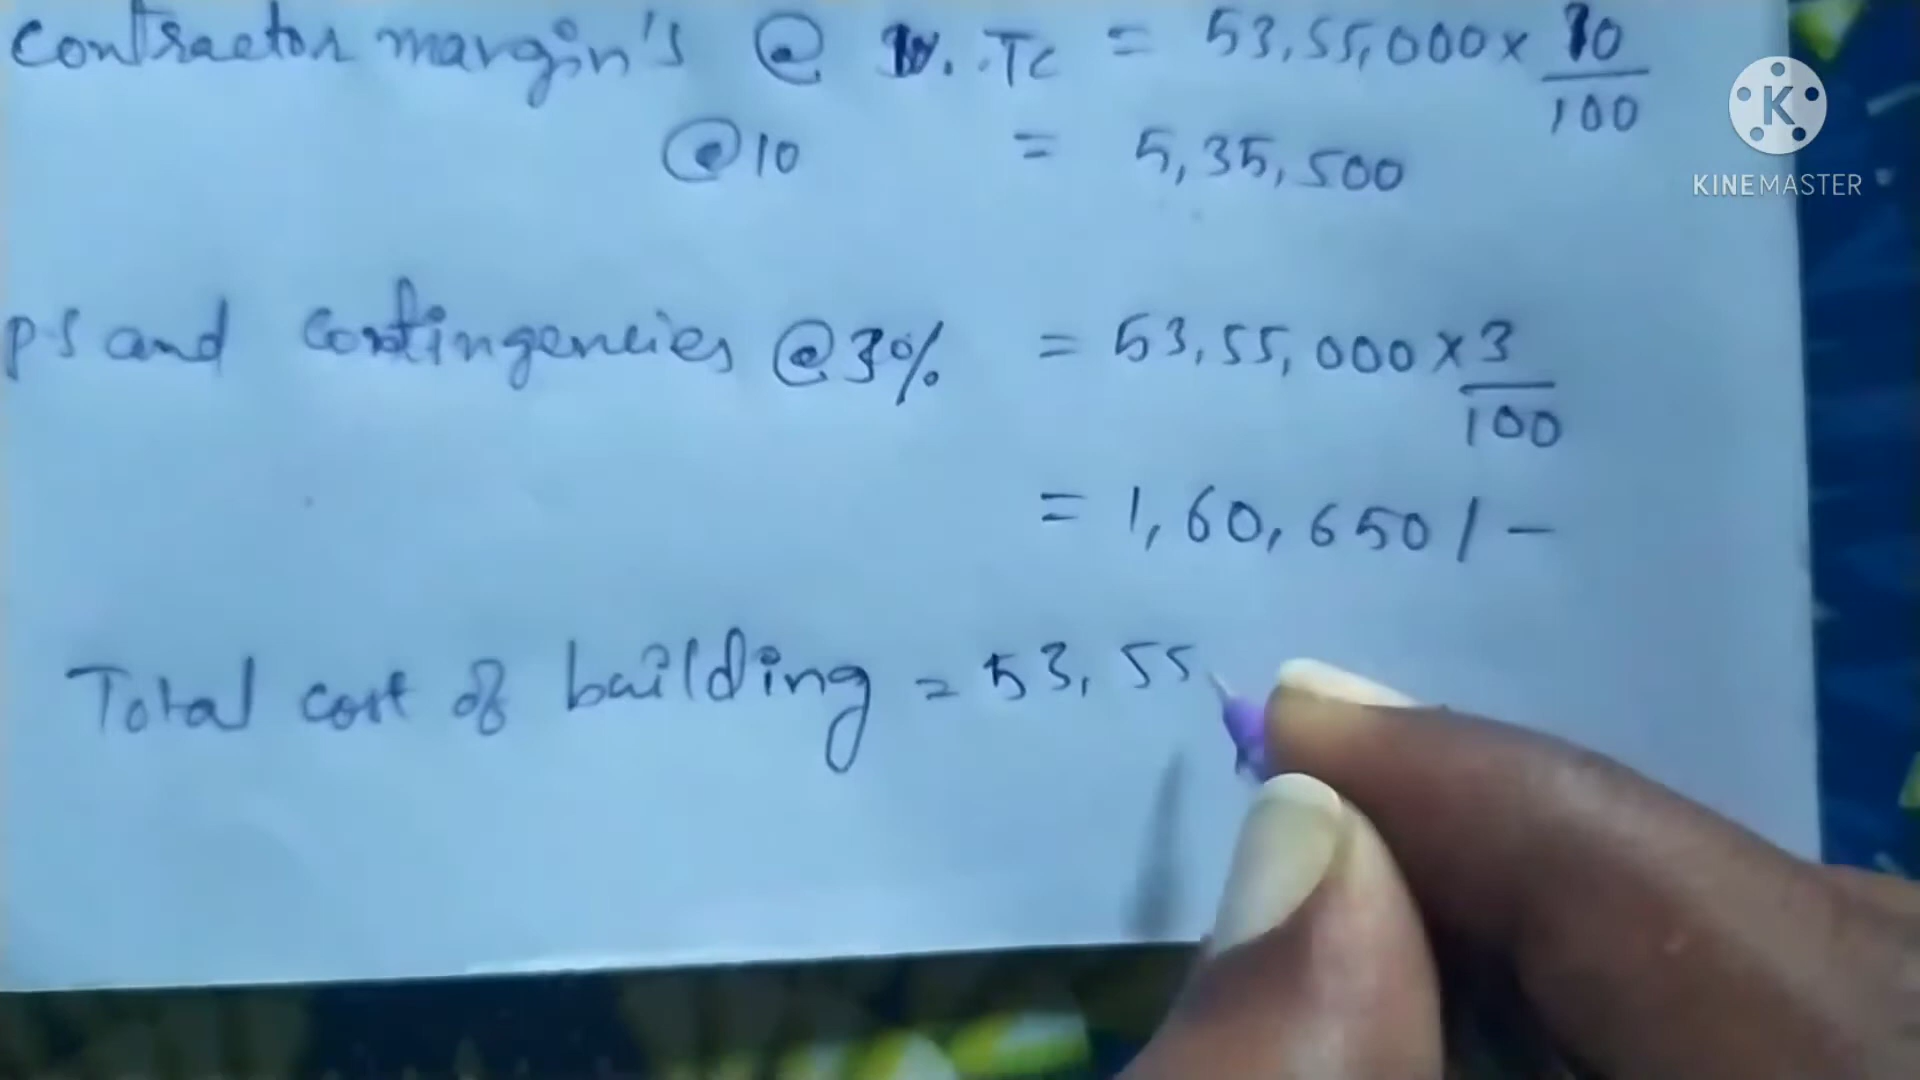 contractor margin's @ 10%. Tc = 53,55,000 x 10/100
@10 = 5,35,500
K
KINEMASTER
ps and contingencies @3% = 53,55,000 x 3/100
= 1,60,650/-
Total cost of building = 53,55